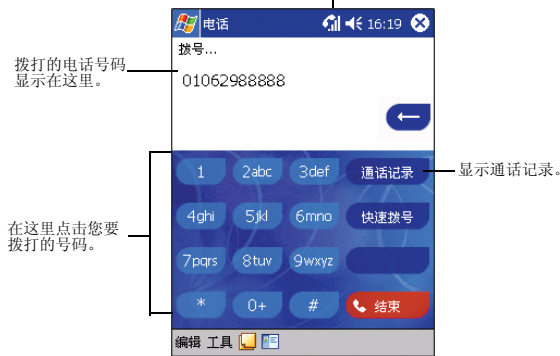 电话 16:19
拨号...
拨打的电话号码
显示在这里。
01062988888
1 2abc 3def 通话记录
显示通话记录。
4ghi 5jkl 6mno 快速拨号
在这里点击您要
拨打的号码。
7pqrs 8tuv 9wxyz
* 0+ # 结束
编辑 工具